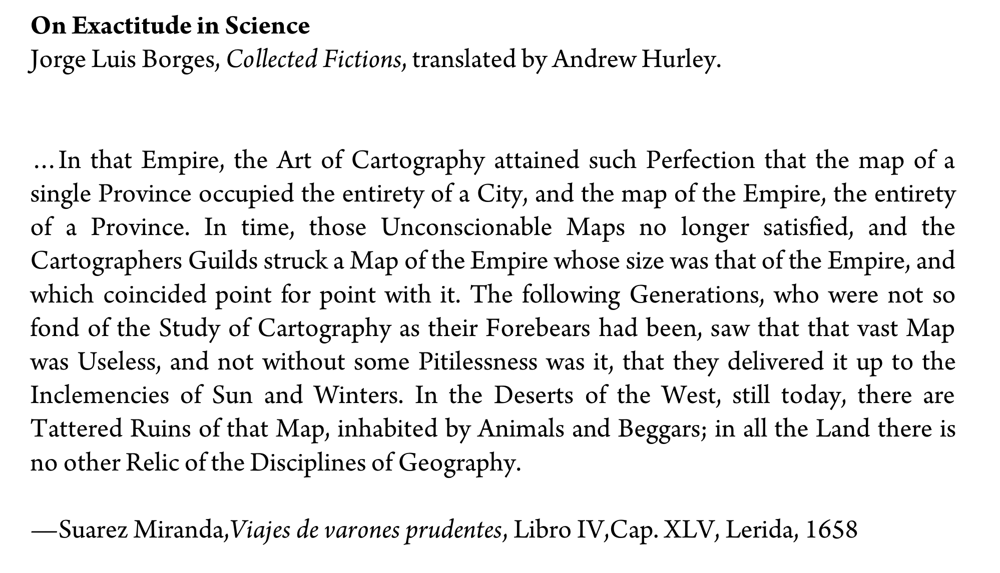 On Exactitude in Science
Jorge Luis Borges, Collected Fictions, translated by Andrew Hurley.
…In that Empire, the Art of Cartography attained such Perfection that the map of a
single Province occupied the entirety of a City, and the map of the Empire, the entirety
of a Province. In time, those Unconscionable Maps no longer satisfied, and the
Cartographers Guilds struck a Map of the Empire whose size was that of the Empire, and
which coincided point for point with it. The following Generations, who were not so
fond of the Study of Cartography as their Forebears had been, saw that that vast Map
was Useless, and not without some Pitilessness was it, that they delivered it up to the
Inclemencies of Sun and Winters. In the Deserts of the West, still today, there are
Tattered Ruins of that Map, inhabited by Animals and Beggars; in all the Land there is
no other Relic of the Disciplines of Geography.
—Suarez Miranda,Viajes de varones prudentes, Libro IV,Cap. XLV, Lerida, 1658